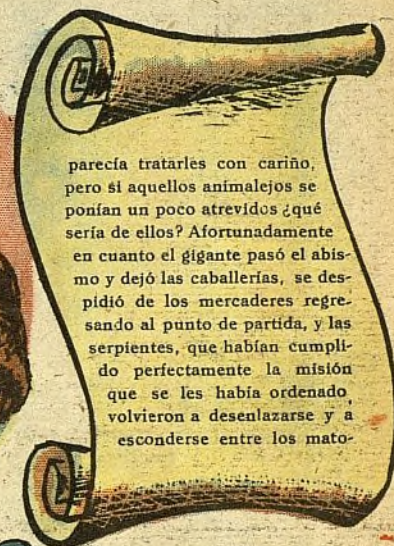 parecía tratarles con cariño,
pero si aquellos animalejos se
ponían un poco atrevidos ¿qué
sería de ellos? Afortunadamente
en cuanto el gigante pasó el abis-
mo y dejó las caballerías, se des-
pidió de los mercaderes regre-
sando al punto de partida, y las
serpientes, que habían cumpli-
do perfectamente la misión
que se les había ordenado
volvieron a desenlazarse y a
esconderse entre los mato-